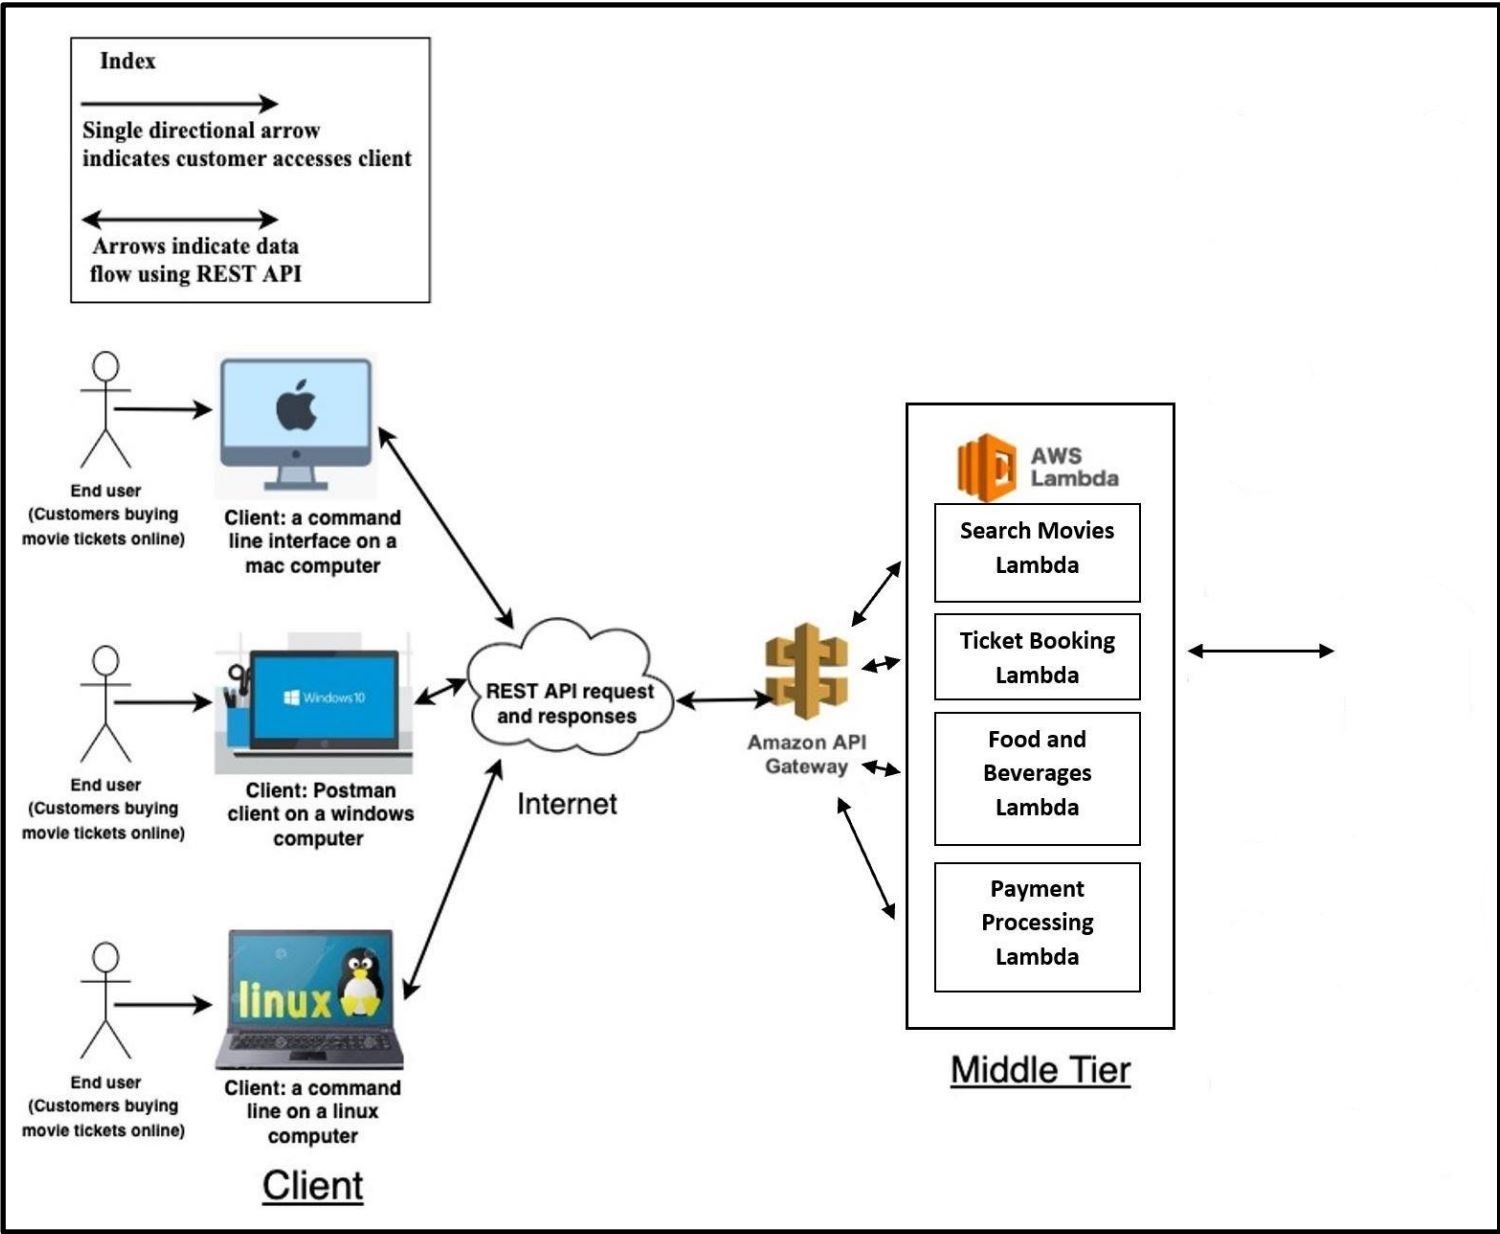 Index
Single directional arrow
indicates customer accesses client
Arrows indicate data
flow using REST API
End user
(Customers buying
movie tickets online)
Client: a command
line interface on a
mac computer
Windows 10
End user
(Customers buying
movie tickets online)
Client: Postman
client on a windows
computer
linux
End user
(Customers buying
movie tickets online)
Client: a command
line on a linux
computer
Client
REST API request
and responses
Internet
Amazon API
Gateway
AWS
Lambda
Search Movies
Lambda
Ticket Booking
Lambda
Food and
Beverages
Lambda
Payment
Processing
Lambda
Middle Tier